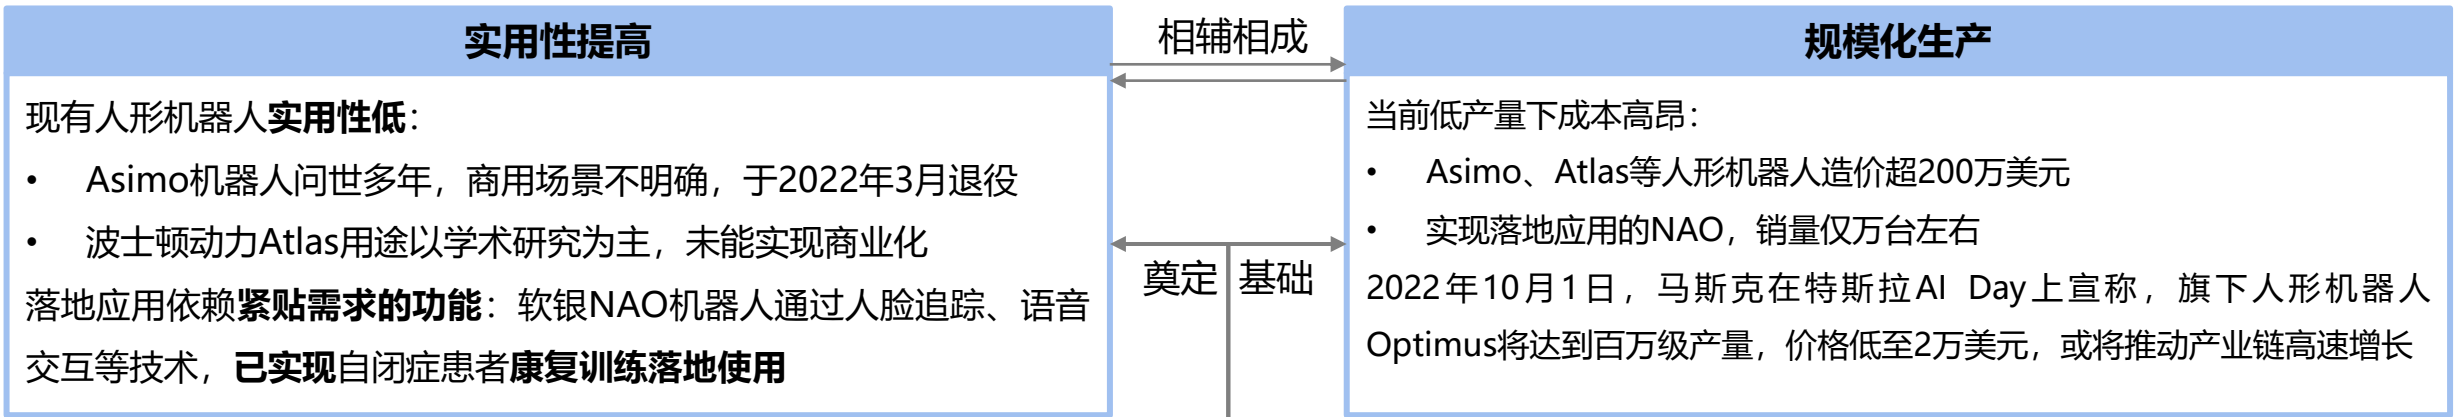 实用性提高
现有人形机器人实用性低：
• Asimo机器人问世多年，商用场景不明确，于2022年3月退役
• 波士顿动力Atlas用途以学术研究为主，未能实现商业化
落地应用依赖紧贴需求的功能：软银NAO机器人通过人脸追踪、语音
交互等技术，已实现自闭症患者康复训练落地使用
相辅相成
奠定 基础
规模化生产
当前低产量下成本高昂：
• Asimo、Atlas等人形机器人造价超200万美元
• 实现落地应用的NAO，销量仅万台左右
2022年10月1日，马斯克在特斯拉AI Day上宣称，旗下人形机器人
Optimus将达到百万级产量，价格低至2万美元，或将推动产业链高速增长